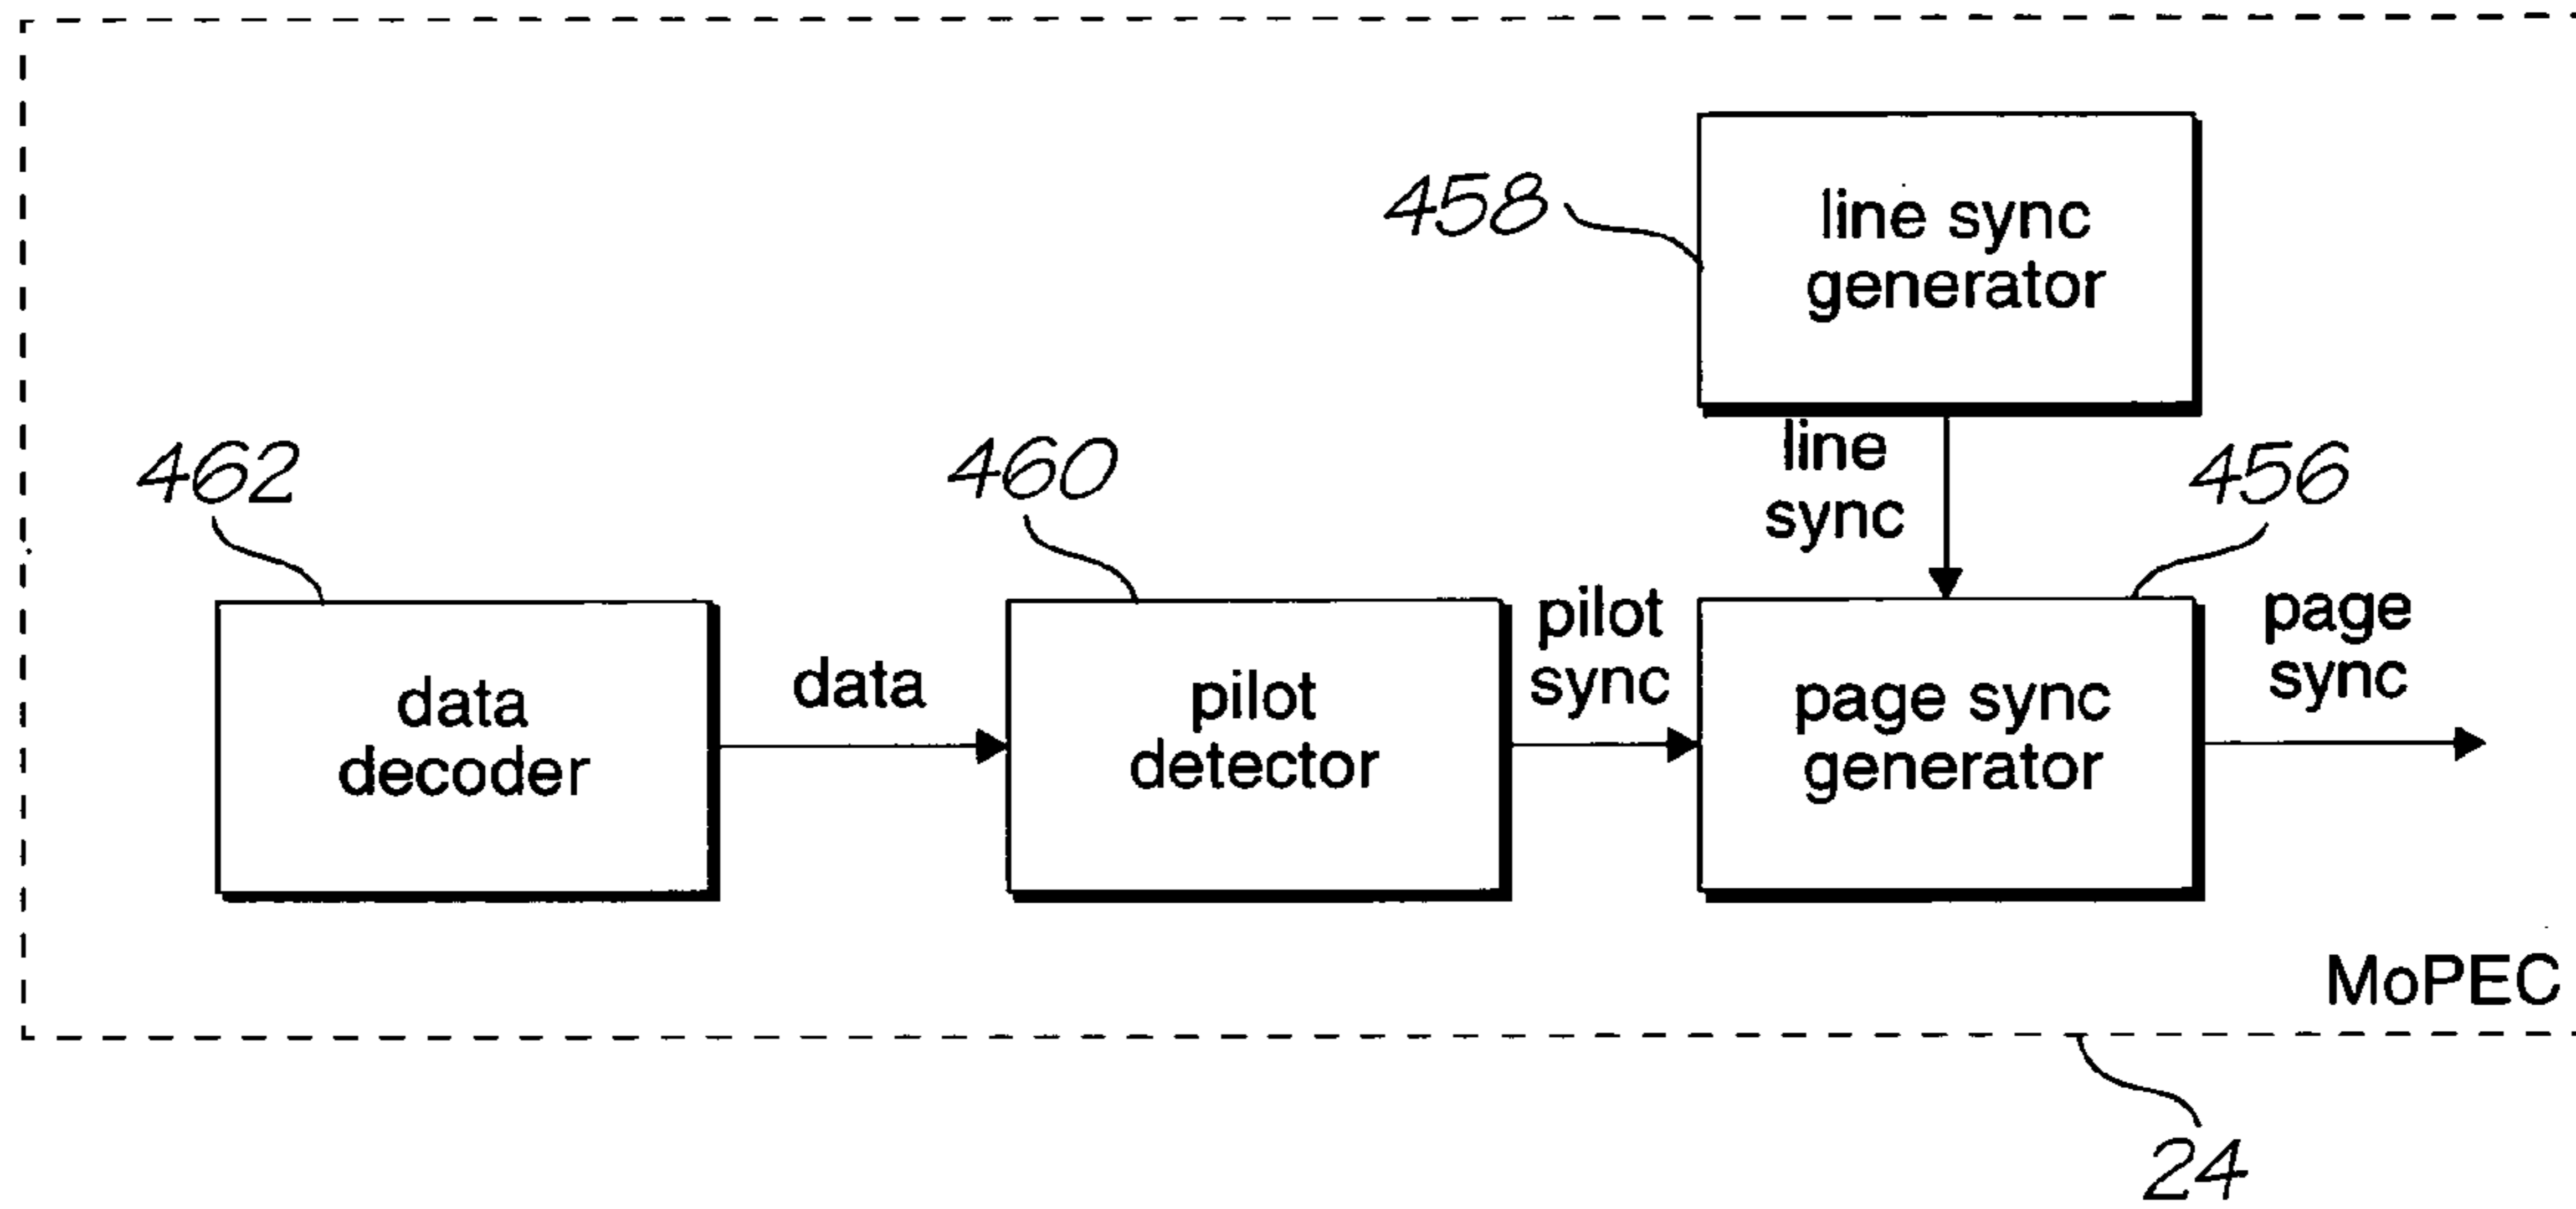 458
line sync
generator
line
sync
462
460
456
data
decoder
data
pilot
detector
pilot
sync
page sync
generator
page
sync
MoPEC
24